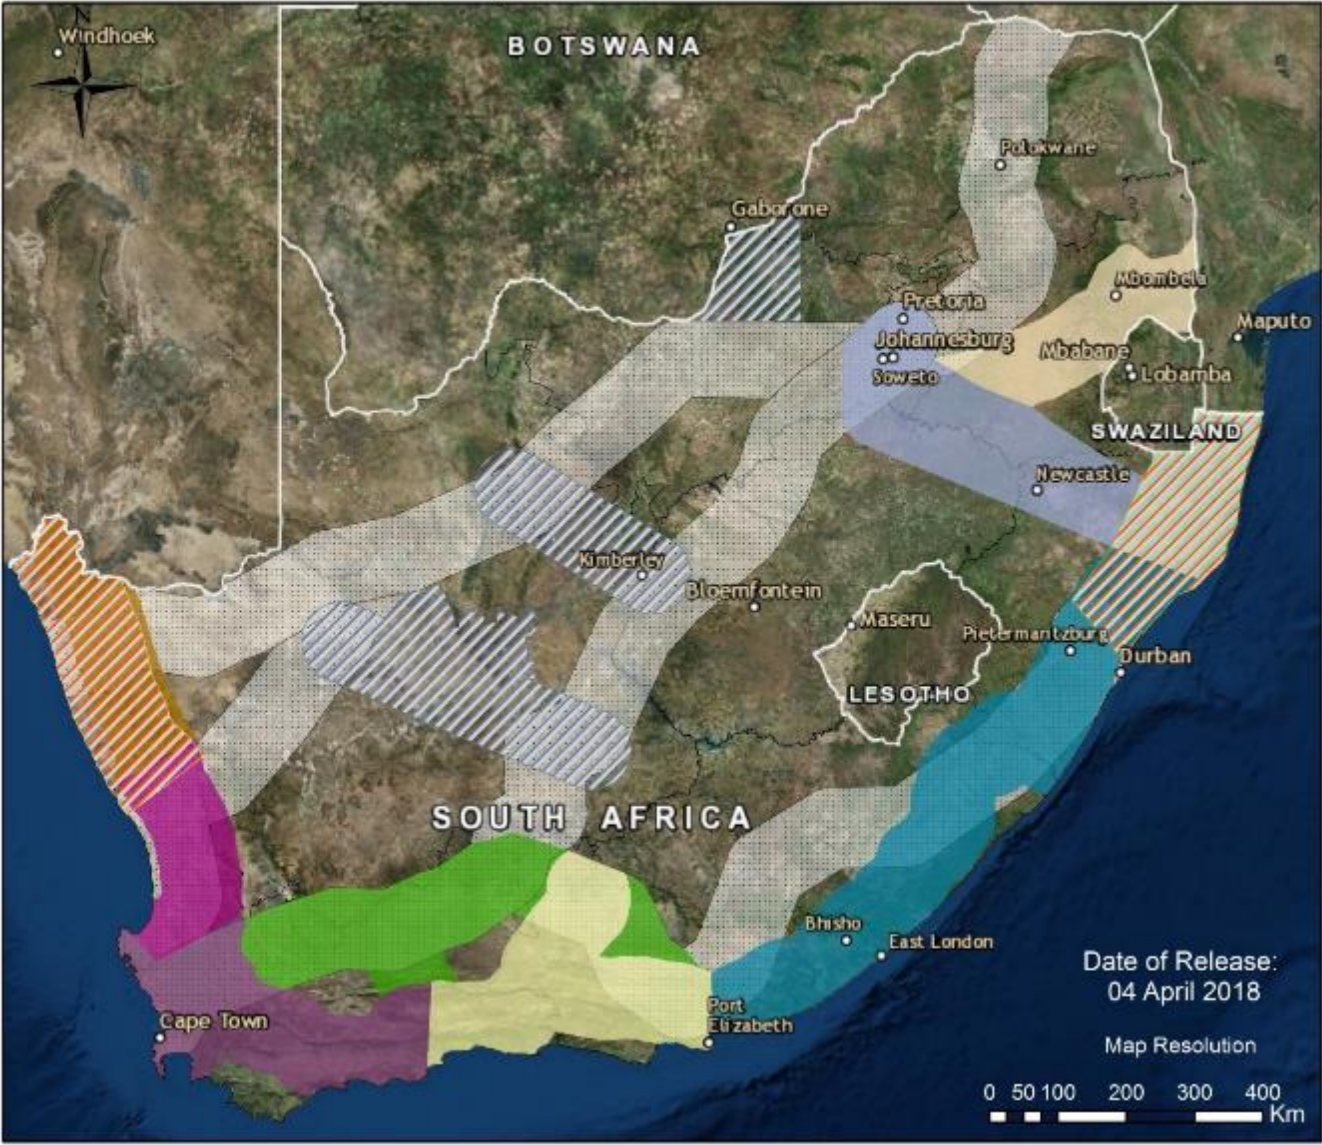 N
Windhoek
BOTSWANA
Polokwane
Gaborone
Mbombela
Pretoria
Maputo
Johannesburg
Mbabane
Soweto
Lobamba
SWAZILAND
Newcastle
Kimberley
Bloemfontein
Maseru
Pietermaritzburg
Durban
LESOTHO
SOUTH AFRICA
Bhisho
East London
Date of Release:
04 April 2018
Port
Elizabeth
Cape Town
Map Resolution
0 50 100 200 300 400
Km